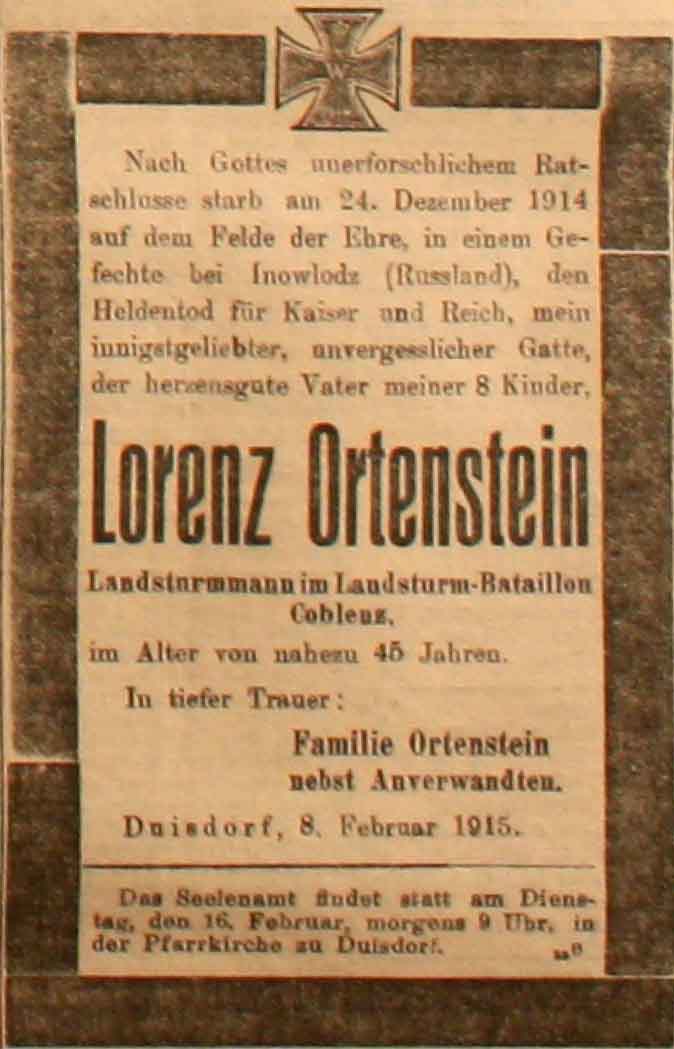 W
Nach Gottes unerforschlichem Rat-
schlusse starb am 24. Dezember 1914
auf dem Felde der Ehre, in einem Ge-
fechte bei Inowlodz (Russland), den
Heldentod für Kaiser und Reich, mein
innigstgeliebter, unvergesslicher Gatte,
der herzensgute Vater meiner 8 Kinder,
Lorenz Ortenstein
Landsturmmann im Landsturm-Bataillon
Coblenz,
im Alter von nahezu 45 Jahren.
In tiefer Trauer:
Familie Ortenstein
nebst Anverwandten.
Duisdorf, 8. Februar 1915.
Das Seelenamt findet statt am Diens-
tag, den 16. Februar, morgens 9 Uhr, in
der Pfarrkirche zu Duisdorf.